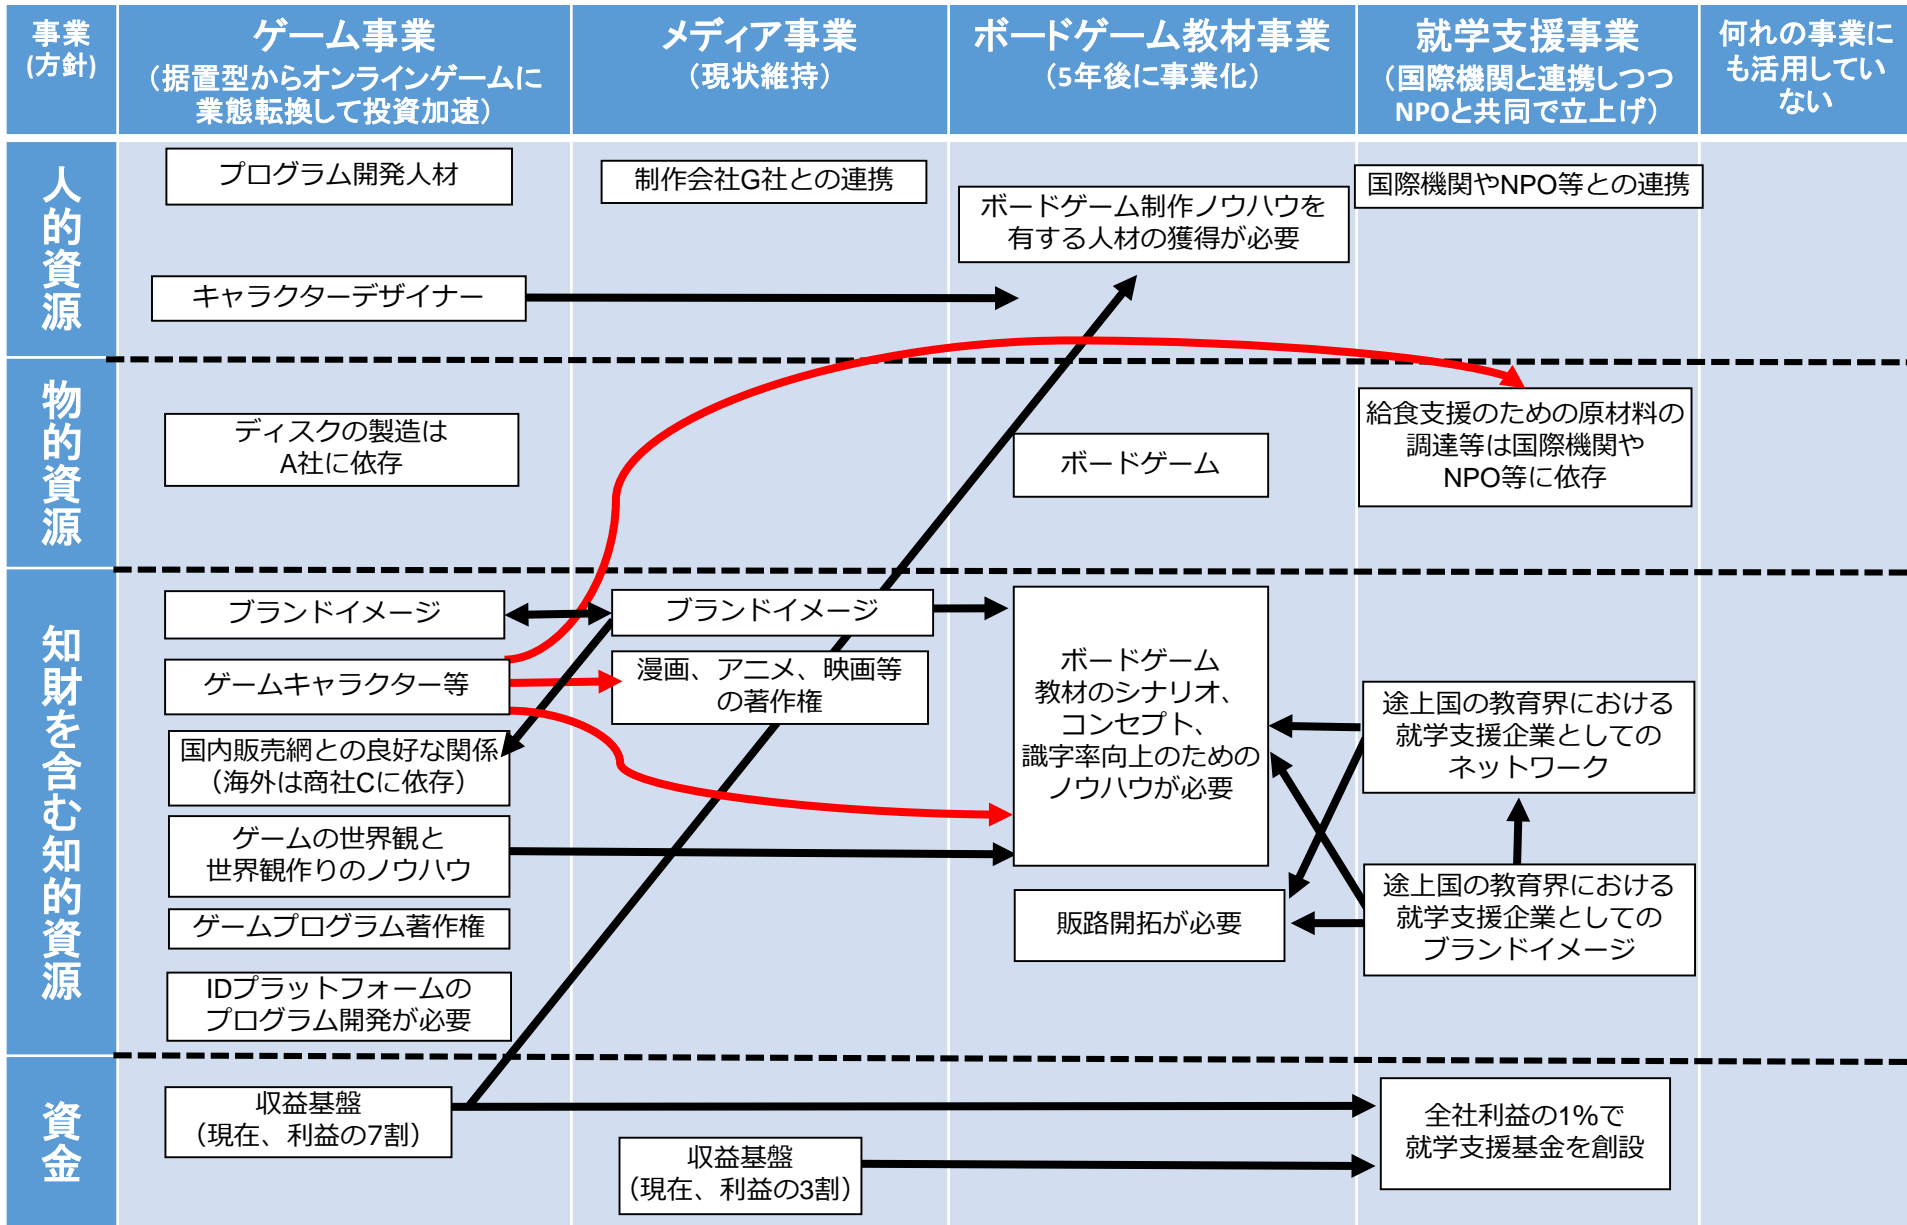 事業
(方針)
ゲーム事業
（据置型からオンラインゲームに
業態転換して投資加速）
メディア事業
（現状維持）
ボードゲーム教材事業
（5年後に事業化）
就学支援事業
（国際機関と連携しつつ
NPOと共同で立上げ）
何れの事業に
も活用してい
ない
人的資源
プログラム開発人材
制作会社G社との連携
ボードゲーム制作ノウハウを
有する人材の獲得が必要
国際機関やNPO等との連携
キャラクターデザイナー
物的資源
ディスクの製造は
A社に依存
ボードゲーム
給食支援のための原材料の
調達等は国際機関や
NPO等に依存
知財を含む知的資源
ブランドイメージ
ゲームキャラクター等
国内販売網との良好な関係
（海外は商社Cに依存）
ゲームの世界観と
世界観作りのノウハウ
ゲームプログラム著作権
IDプラットフォームの
プログラム開発が必要
ブランドイメージ
漫画、アニメ、映画等
の著作権
ボードゲーム
教材のシナリオ、
コンセプト、
識字率向上のための
ノウハウが必要
販路開拓が必要
途上国の教育界における
就学支援企業としての
ネットワーク
途上国の教育界における
就学支援企業としての
ブランドイメージ
資金
収益基盤
（現在、利益の7割）
収益基盤
（現在、利益の3割）
全社利益の1%で
就学支援基金を創設